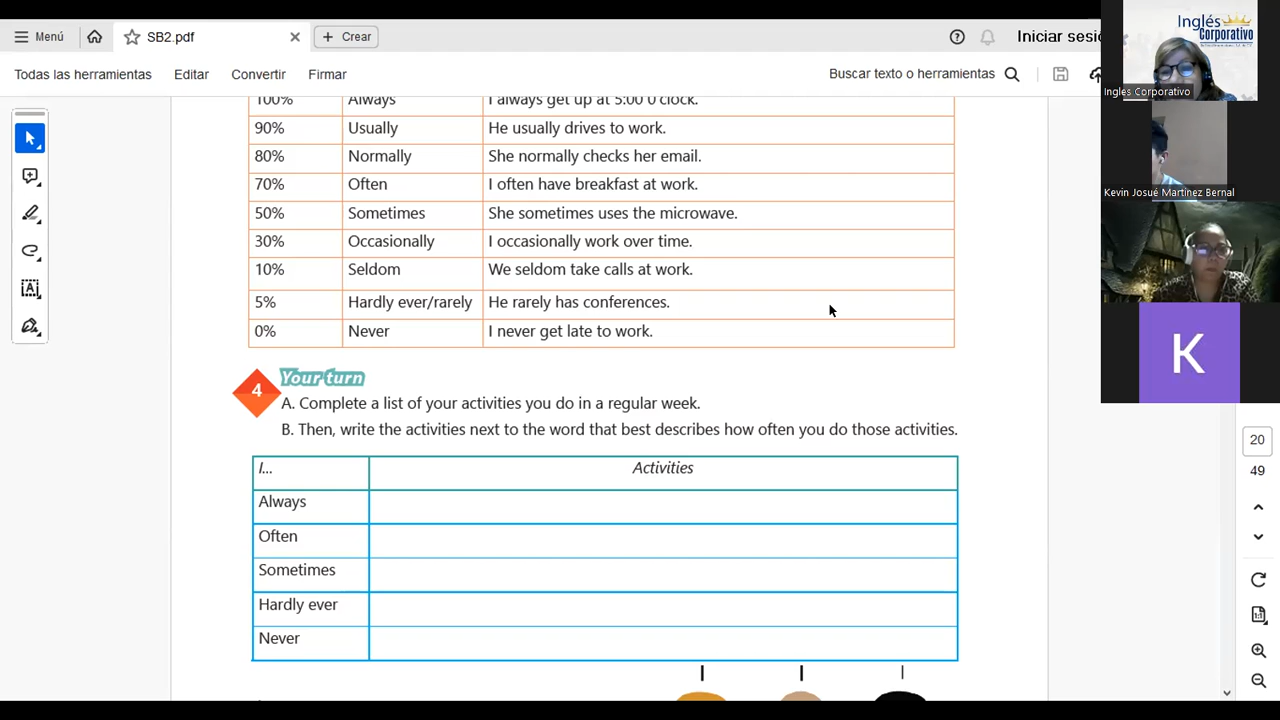 Menú
SB2.pdf
Crear
Iniciar sesió
Todas las herramientas
Editar
Convertir
Firmar
Buscar texto o herramientas
100% Always I always get up at 5:00 o'clock.
90% Usually He usually drives to work.
80% Normally She normally checks her email.
70% Often I often have breakfast at work.
50% Sometimes She sometimes uses the microwave.
30% Occasionally I occasionally work over time.
10% Seldom We seldom take calls at work.
5% Hardly ever/rarely He rarely has conferences.
0% Never I never get late to work.
4 Your turn
A. Complete a list of your activities you do in a regular week.
B. Then, write the activities next to the word that best describes how often you do those activities.
I... Activities
Always
Often
Sometimes
Hardly ever
Never
20
49
1:1
Inglés
Corporativo
Ingles Corporativo
Kevin Josué Martinez Bernal
K